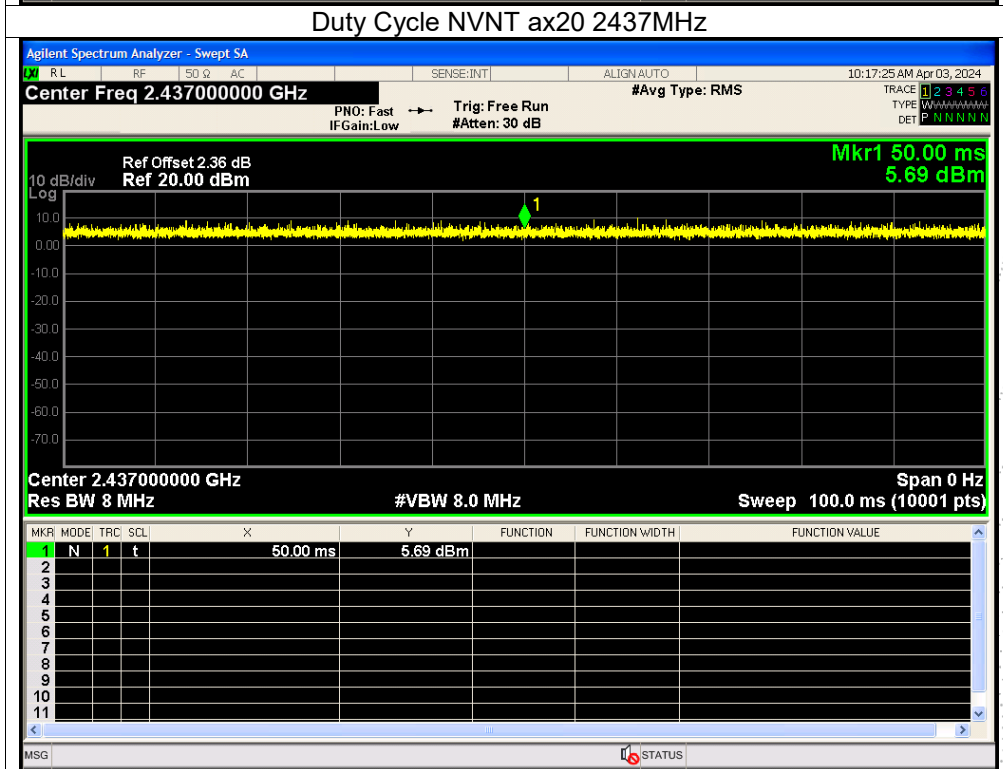 Duty Cycle NVNT ax20 2437MHz
Agilent Spectrum Analyzer - Swept SA
LXI RL RF 50 Ω AC SENSE:INT ALIGN AUTO 10:17:25 AM Apr 03, 2024
Center Freq 2.437000000 GHz #Avg Type: RMS TRACE 1 2 3 4 5 6
PNO: Fast Trig: Free Run TYPE
IFGain:Low #Atten: 30 dB DET P N N N N N
Mkr1 50.00 ms
Ref Offset 2.36 dB
10 dB/div Ref 20.00 dBm 5.69 dBm
Log
1
10.0
0.00
-10.0
-20.0
-30.0
-40.0
-50.0
-60.0
-70.0
Center 2.437000000 GHz Span 0 Hz
Res BW 8 MHz #VBW 8.0 MHz Sweep 100.0 ms (10001 pts)
MKR MODE TRC SCL X Y FUNCTION FUNCTION WIDTH FUNCTION VALUE
1 N 1 t 50.00 ms 5.69 dBm
2
3
4
5
6
7
8
9
10
11
MSG STATUS